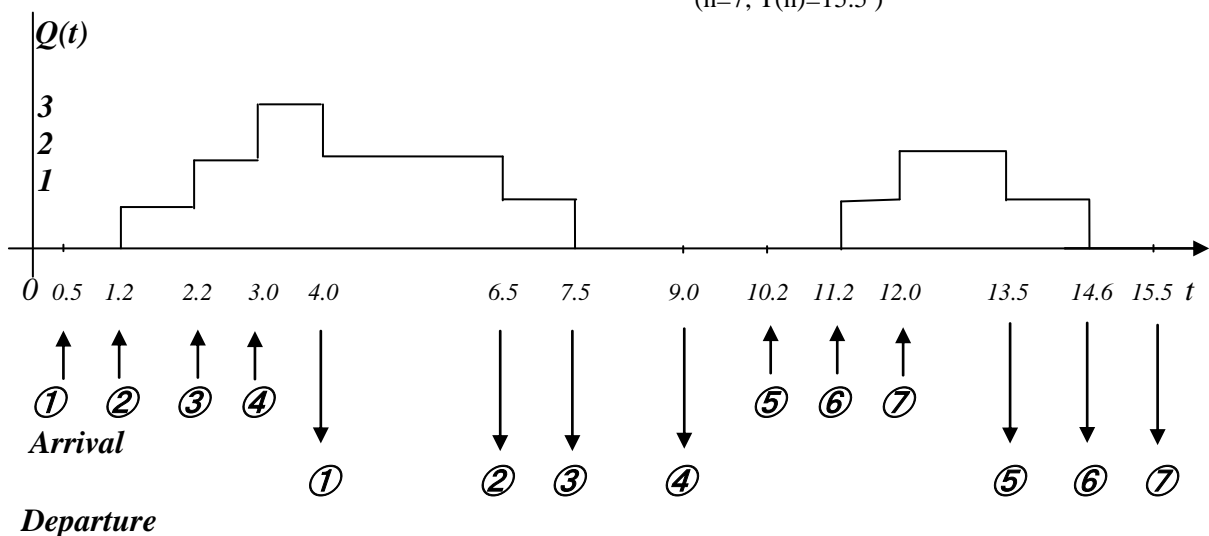 (n=7, T(n)=15.5 )
Q(t)
3
2
1
0 0.5 1.2 2.2 3.0 4.0 6.5 7.5 9.0 10.2 11.2 12.0 13.5 14.6 15.5 t
① ② ③ ④ ⑤ ⑥ ⑦
Arrival
① ② ③ ④ ⑤ ⑥ ⑦
Departure